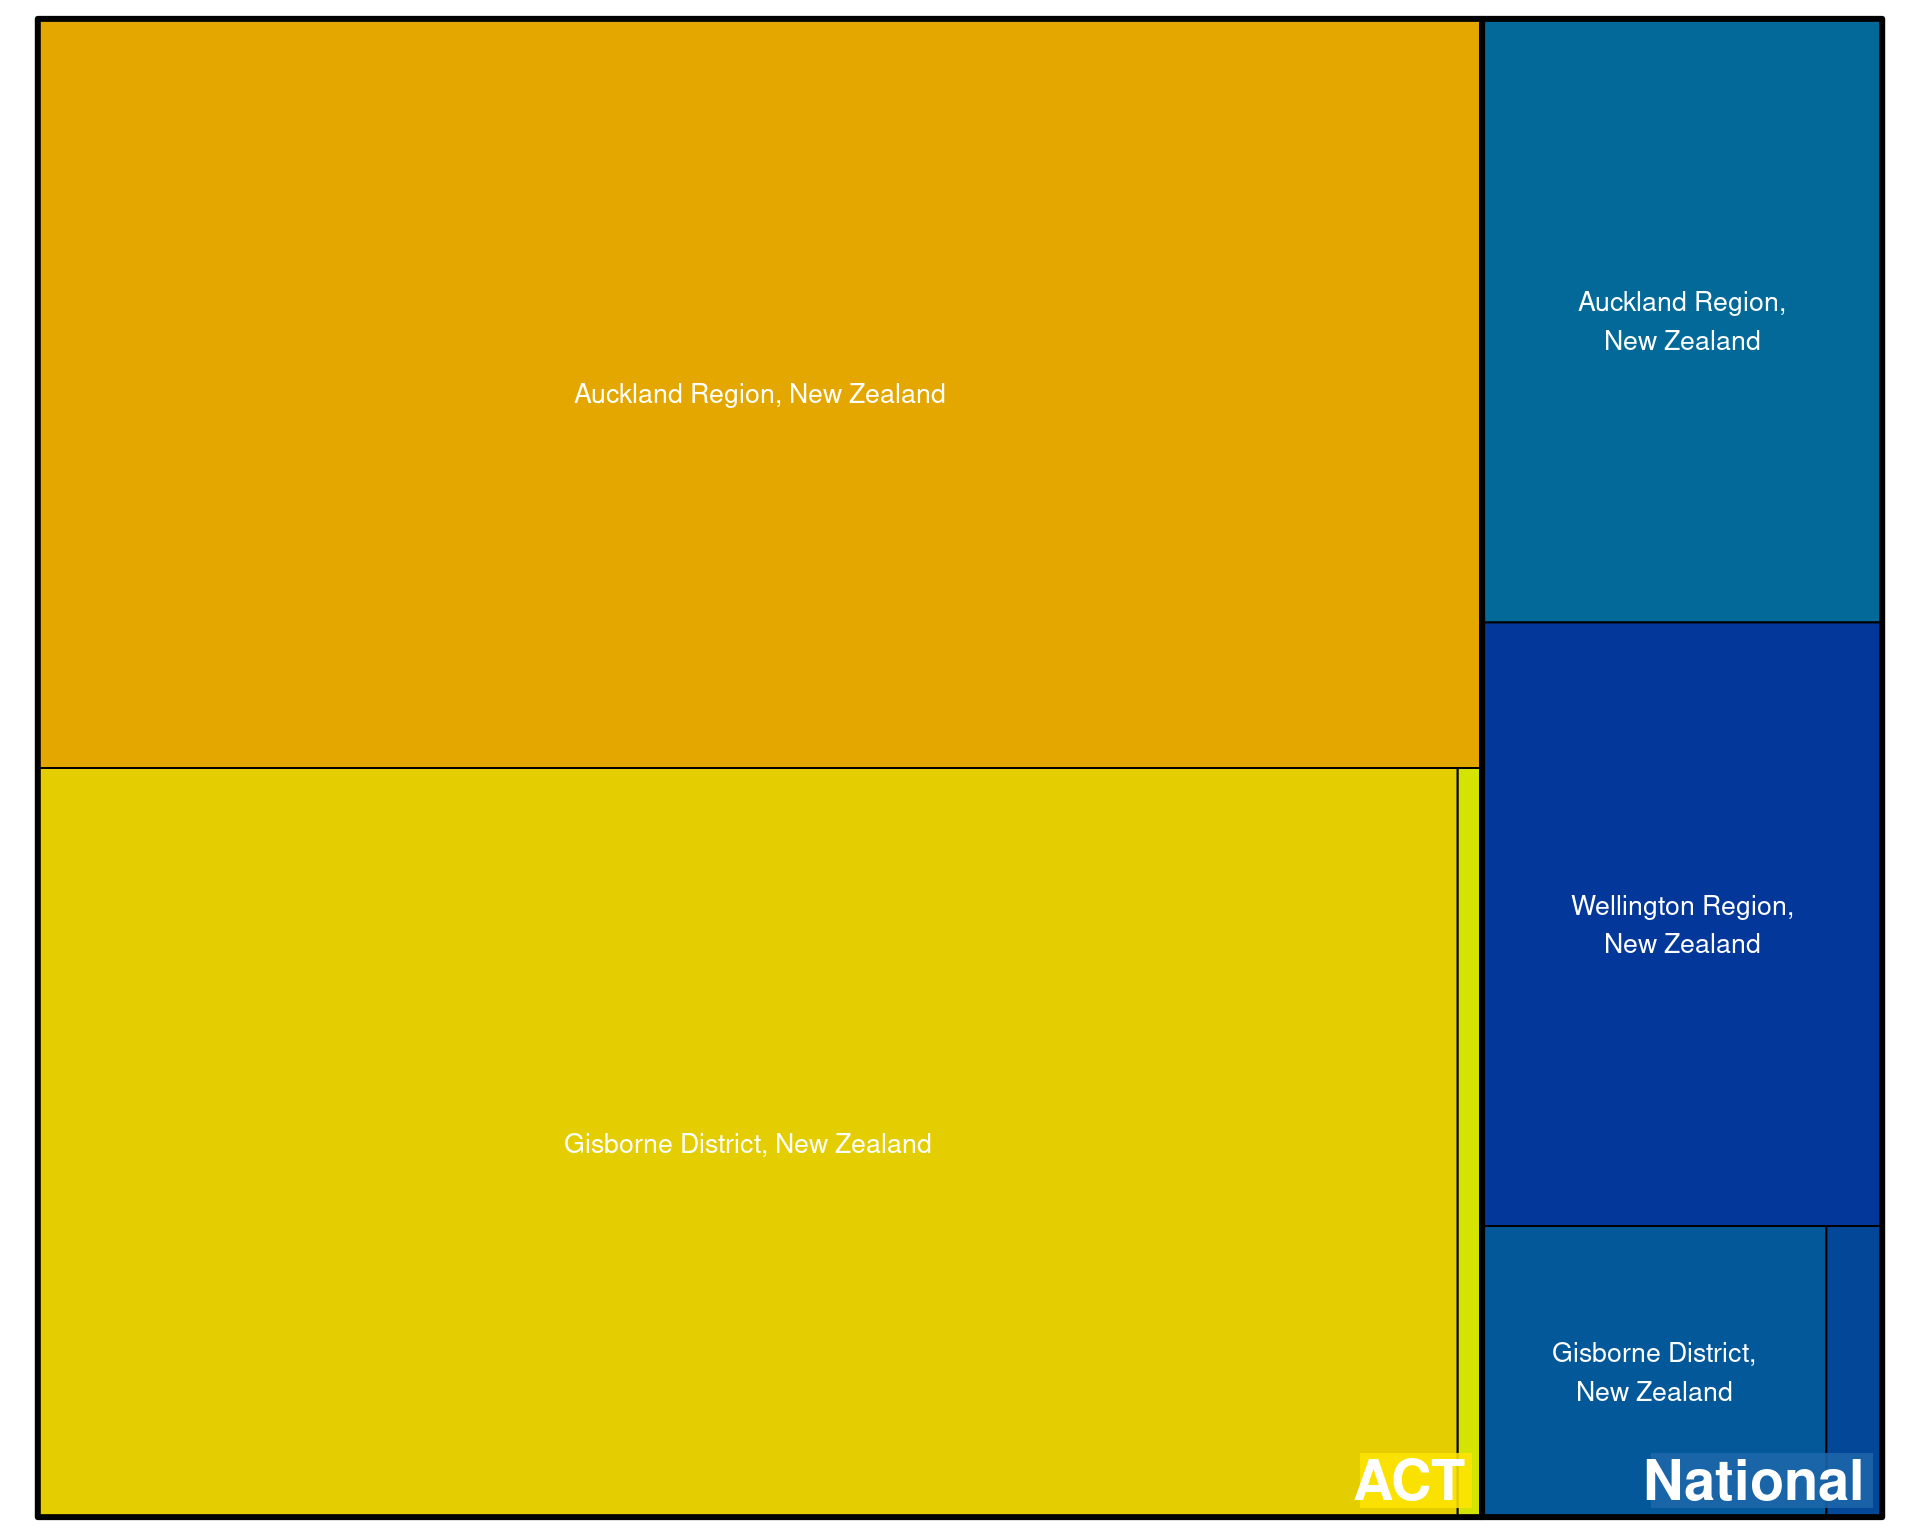 Auckland Region, New Zealand
Gisborne District, New Zealand
ACT
Auckland Region,
New Zealand
Wellington Region,
New Zealand
Gisborne District,
New Zealand
National